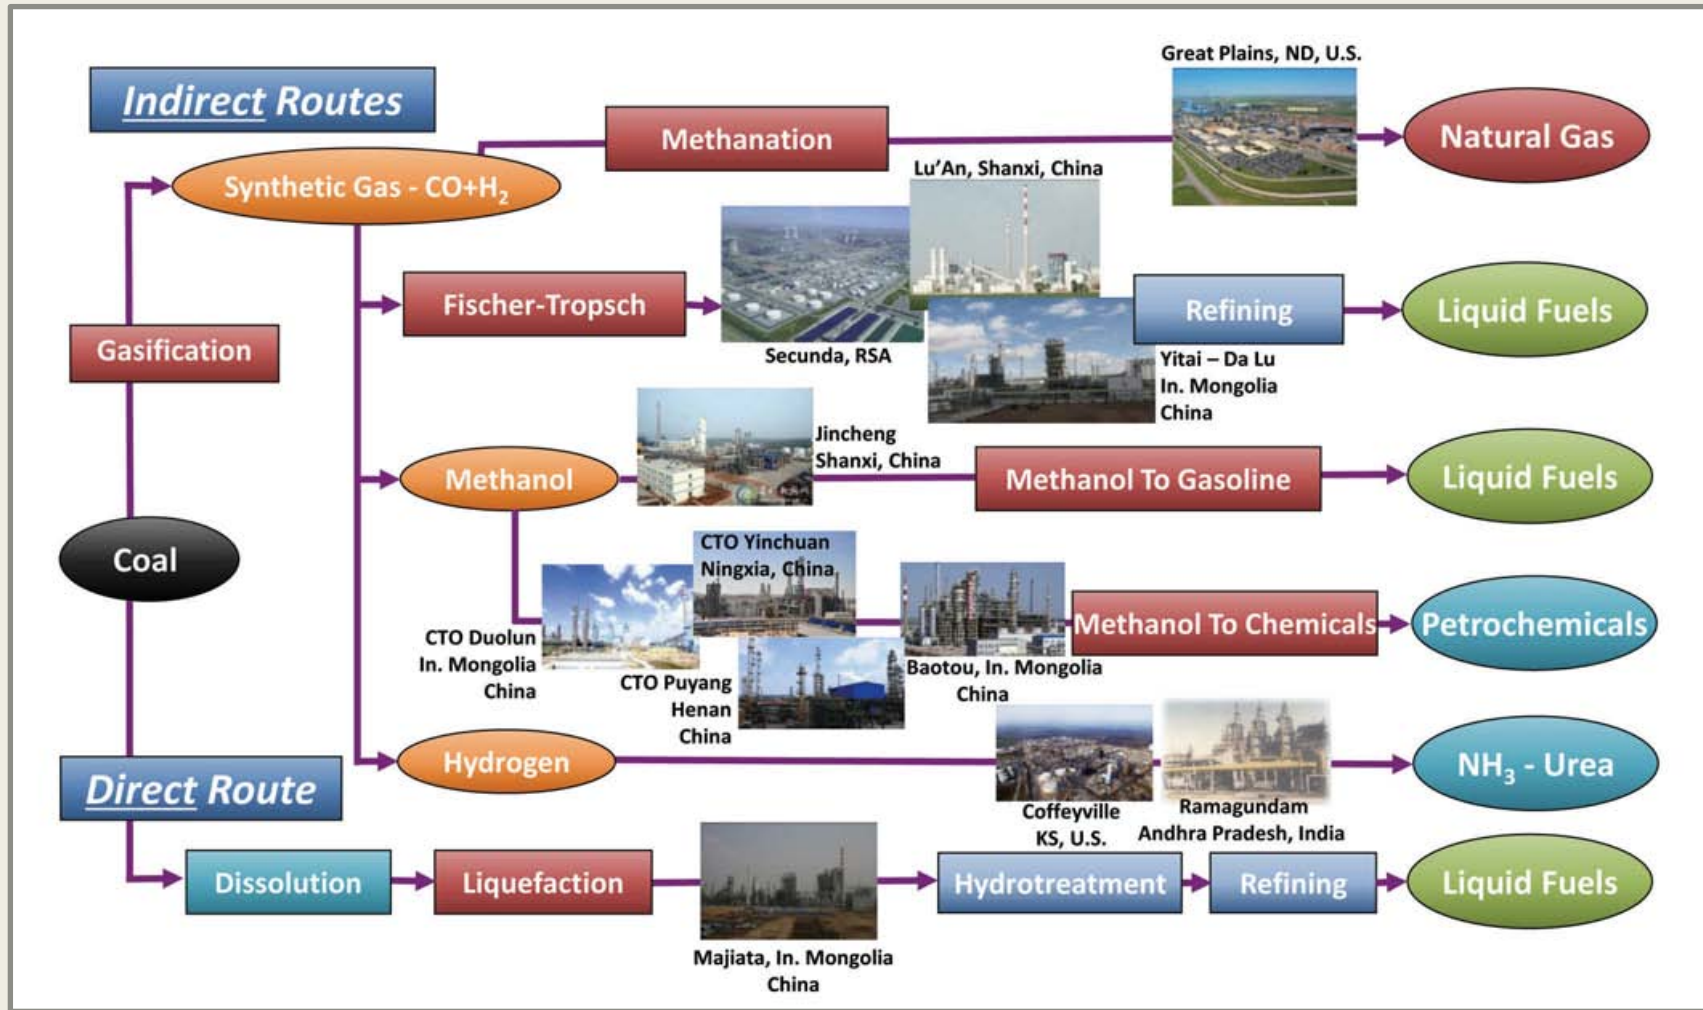 Great Plains, ND, U.S.
Indirect Routes
Methanation
Natural Gas
Synthetic Gas - CO+H₂
Lu'An, Shanxi, China
Gasification
Fischer-Tropsch
Secunda, RSA
Refining
Yitai – Da Lu
In. Mongolia
China
Liquid Fuels
Methanol
Jincheng
Shanxi, China
Methanol To Gasoline
Liquid Fuels
Coal
CTO Duolun
In. Mongolia
China
CTO Yinchuan
Ningxia, China
CTO Puyang
Henan
China
Baotou, In. Mongolia
China
Methanol To Chemicals
Petrochemicals
Hydrogen
Coffeyville
KS, U.S.
Ramagundam
Andhra Pradesh, India
NH₃ - Urea
Direct Route
Dissolution
Liquefaction
Majiata, In. Mongolia
China
Hydrotreatment
Refining
Liquid Fuels